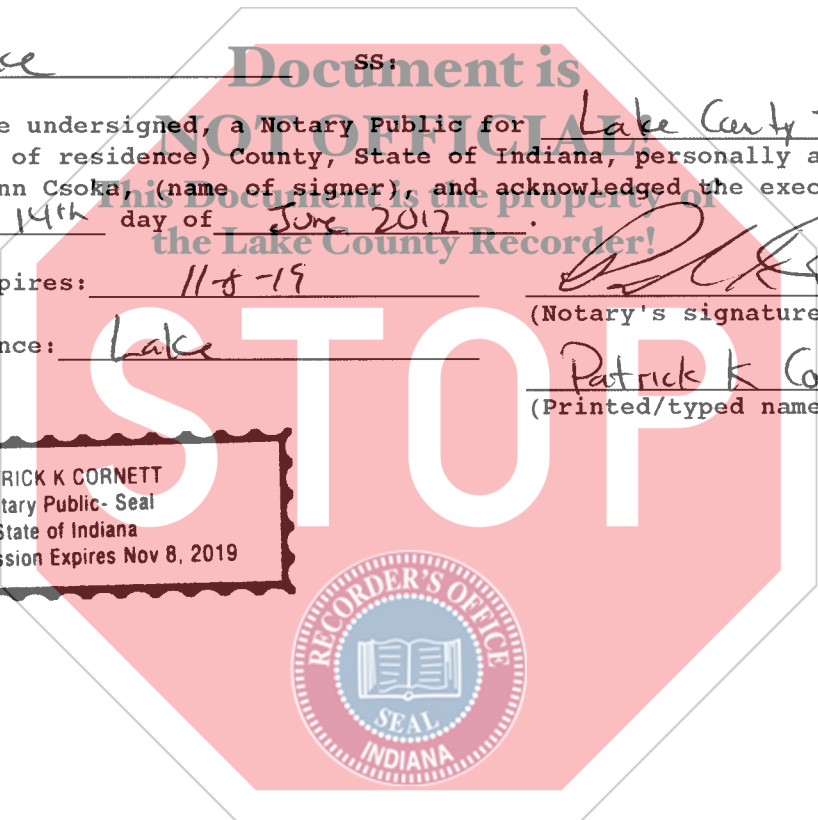 SS:
Document is
NOT OFFICIAL!
This Document is the property of
the Lake County Recorder!
e undersigned, a Notary Public for Lake County
of residence) County, State of Indiana, personally a
nn Csoka, (name of signer), and acknowledged the exec
14th day of June 2012.
pires: 11-8-19
(Notary's signature
nce: Lake
Patrick K Co
(Printed/typed name
STOP
RICK K CORNETT
tary Public- Seal
State of Indiana
ssion Expires Nov 8, 2019
RECORDER'S OFFICE
SEAL
INDIANA